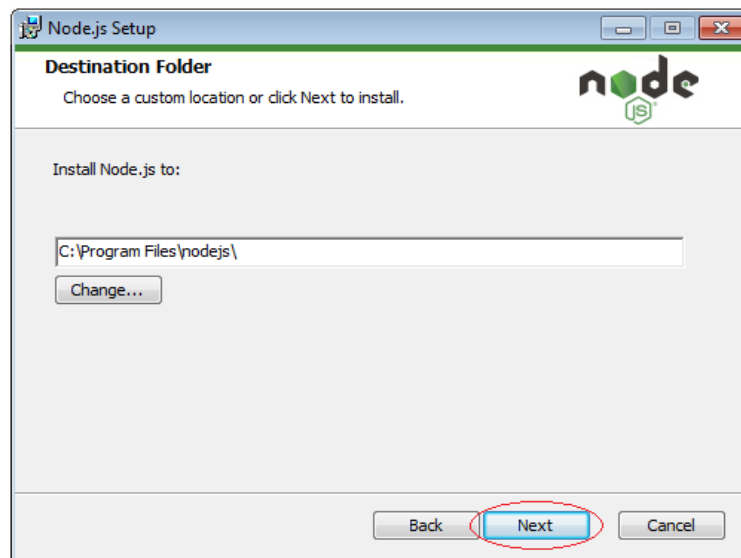 Node.js Setup
Destination Folder
Choose a custom location or click Next to install.
node
JS
Install Node.js to:
C:\Program Files\nodejs\
Change...
Back Next Cancel